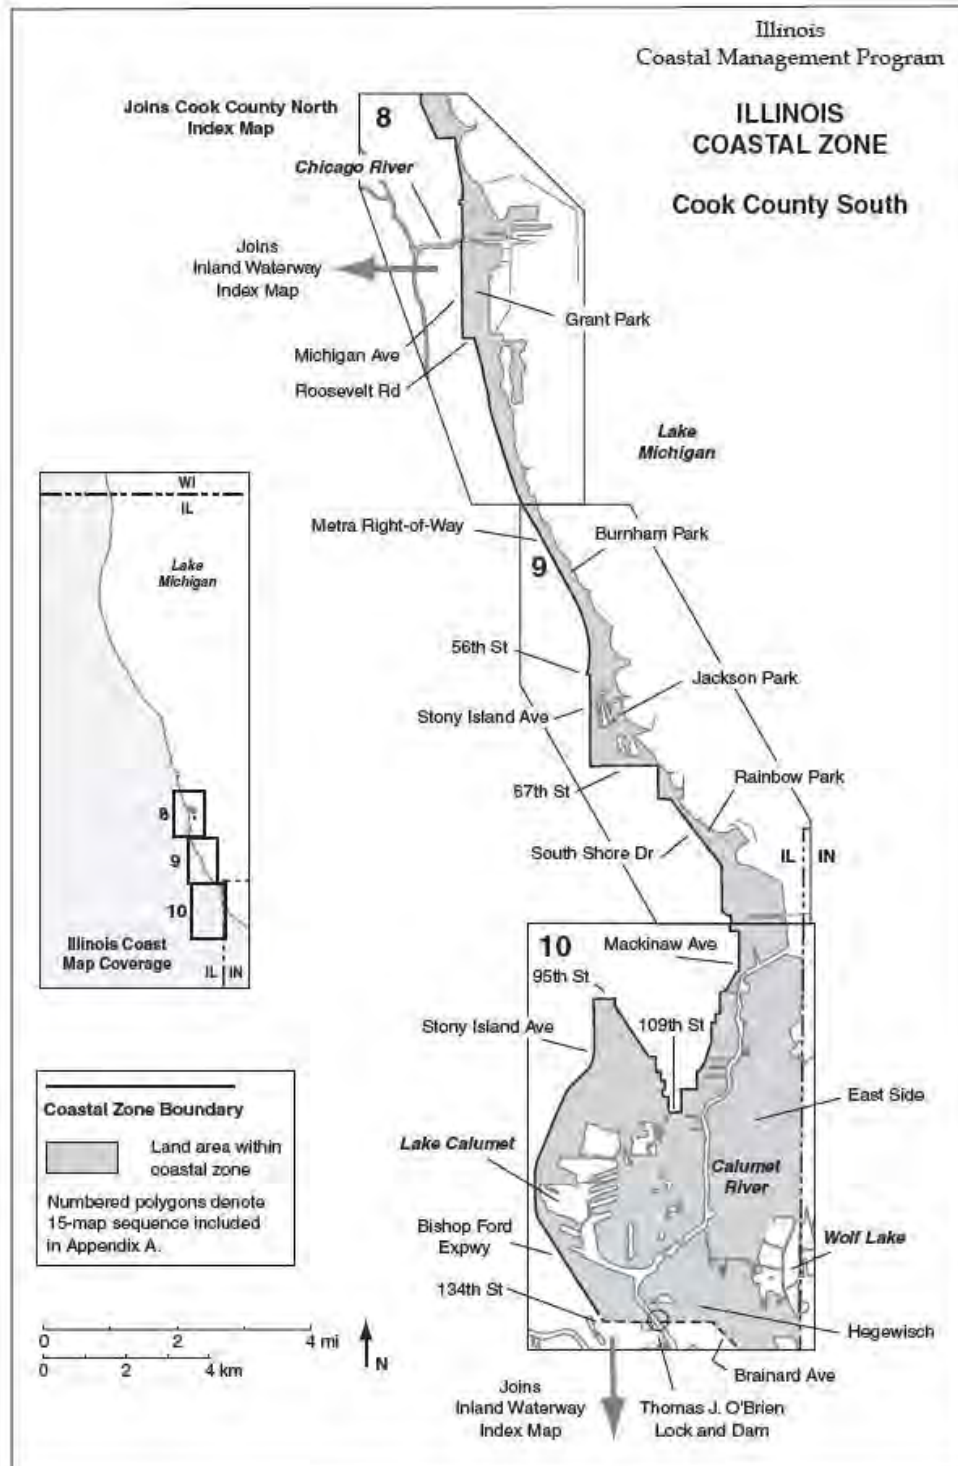 Illinois
Coastal Management Program
ILLINOIS
COASTAL ZONE
Cook County South
Joins Cook County North
Index Map
8
Chicago River
Joins
Inland Waterway
Index Map
Grant Park
Michigan Ave
Roosevelt Rd
Lake
Michigan
Metra Right-of-Way
Burnham Park
9
56th St
Jackson Park
Stony Island Ave
67th St
Rainbow Park
South Shore Dr
IL
IN
WI
IL
Lake
Michigan
8
9
10
Illinois Coast
Map Coverage
IL
IN
10
Mackinaw Ave
95th St
109th St
Stony Island Ave
East Side
Lake Calumet
Calumet
River
Bishop Ford
Expwy
Wolf Lake
134th St
Hegewisch
Brainard Ave
Joins
Inland Waterway
Index Map
Thomas J. O'Brien
Lock and Dam
Coastal Zone Boundary
Land area within
coastal zone
Numbered polygons denote
15-map sequence included
in Appendix A.
0 2 4 mi
0 2 4 km
N